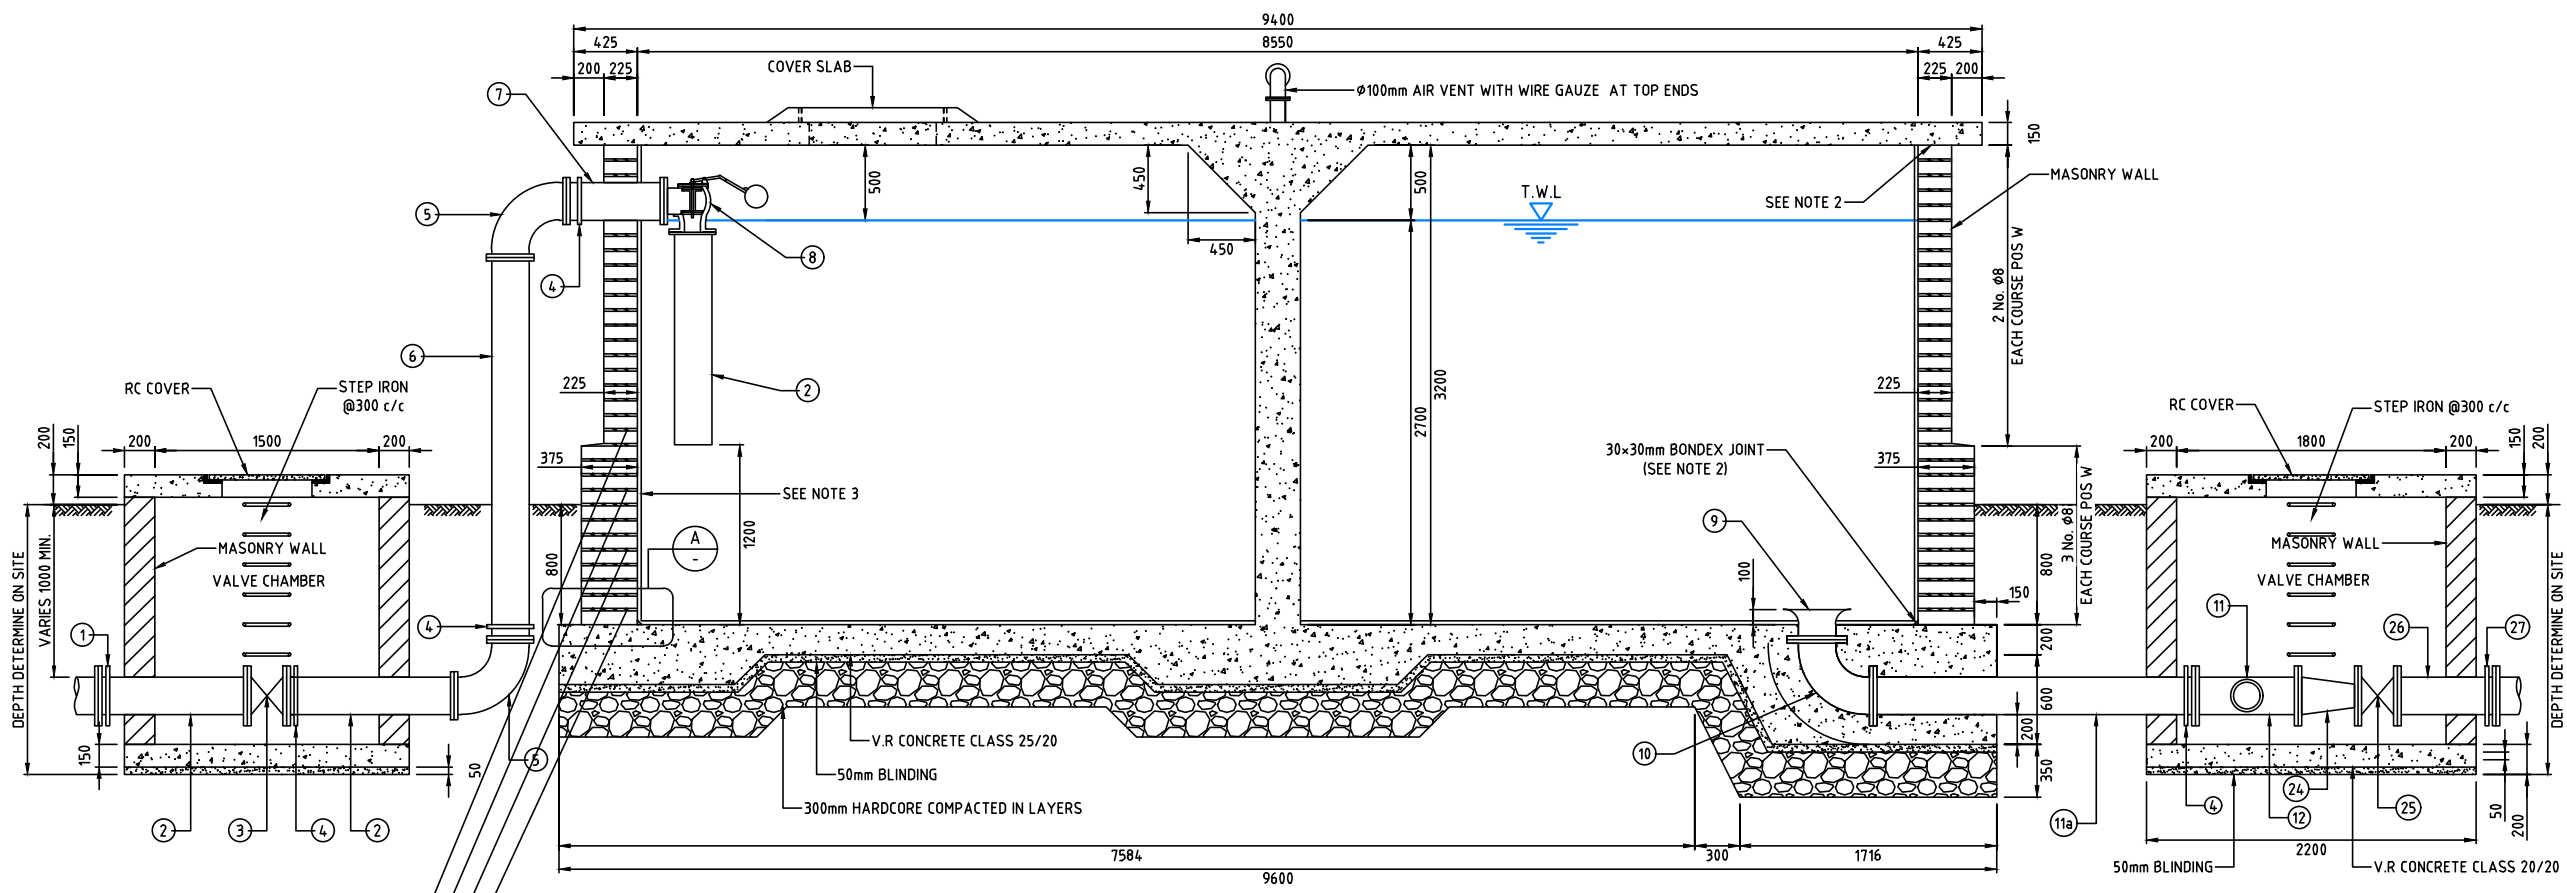 9400
425
8550
425
200
225
225
200
COVER SLAB
7
Ø100mm AIR VENT WITH WIRE GAUZE AT TOP ENDS
150
500
450
500
MASONRY WALL
T.W.L
SEE NOTE 2
5
450
8
4
2 No. Ø8
EACH COURSE POS W
6
3200
2700
RC COVER
STEP IRON
@300 c/c
225
2
225
RC COVER
STEP IRON @300 c/c
200
150
200
1500
200
375
30×30mm BONDEX JOINT
(SEE NOTE 2)
375
200
1800
200
150
200
SEE NOTE 3
3 No. Ø8
EACH COURSE POS W
9
A
-
1200
DEPTH DETERMINE ON SITE
VARIES 1000 MIN.
MASONRY WALL
VALVE CHAMBER
800
100
800
150
MASONRY WALL
VALVE CHAMBER
DEPTH DETERMINE ON SITE
1
4
11
26
27
200
600
200
350
150
50
5
V.R CONCRETE CLASS 25/20
50mm BLINDING
300mm HARDCORE COMPACTED IN LAYERS
10
24
2
3
4
2
11a
4
12
25
50
200
7584
300
1716
2200
9600
50mm BLINDING
V.R CONCRETE CLASS 20/20